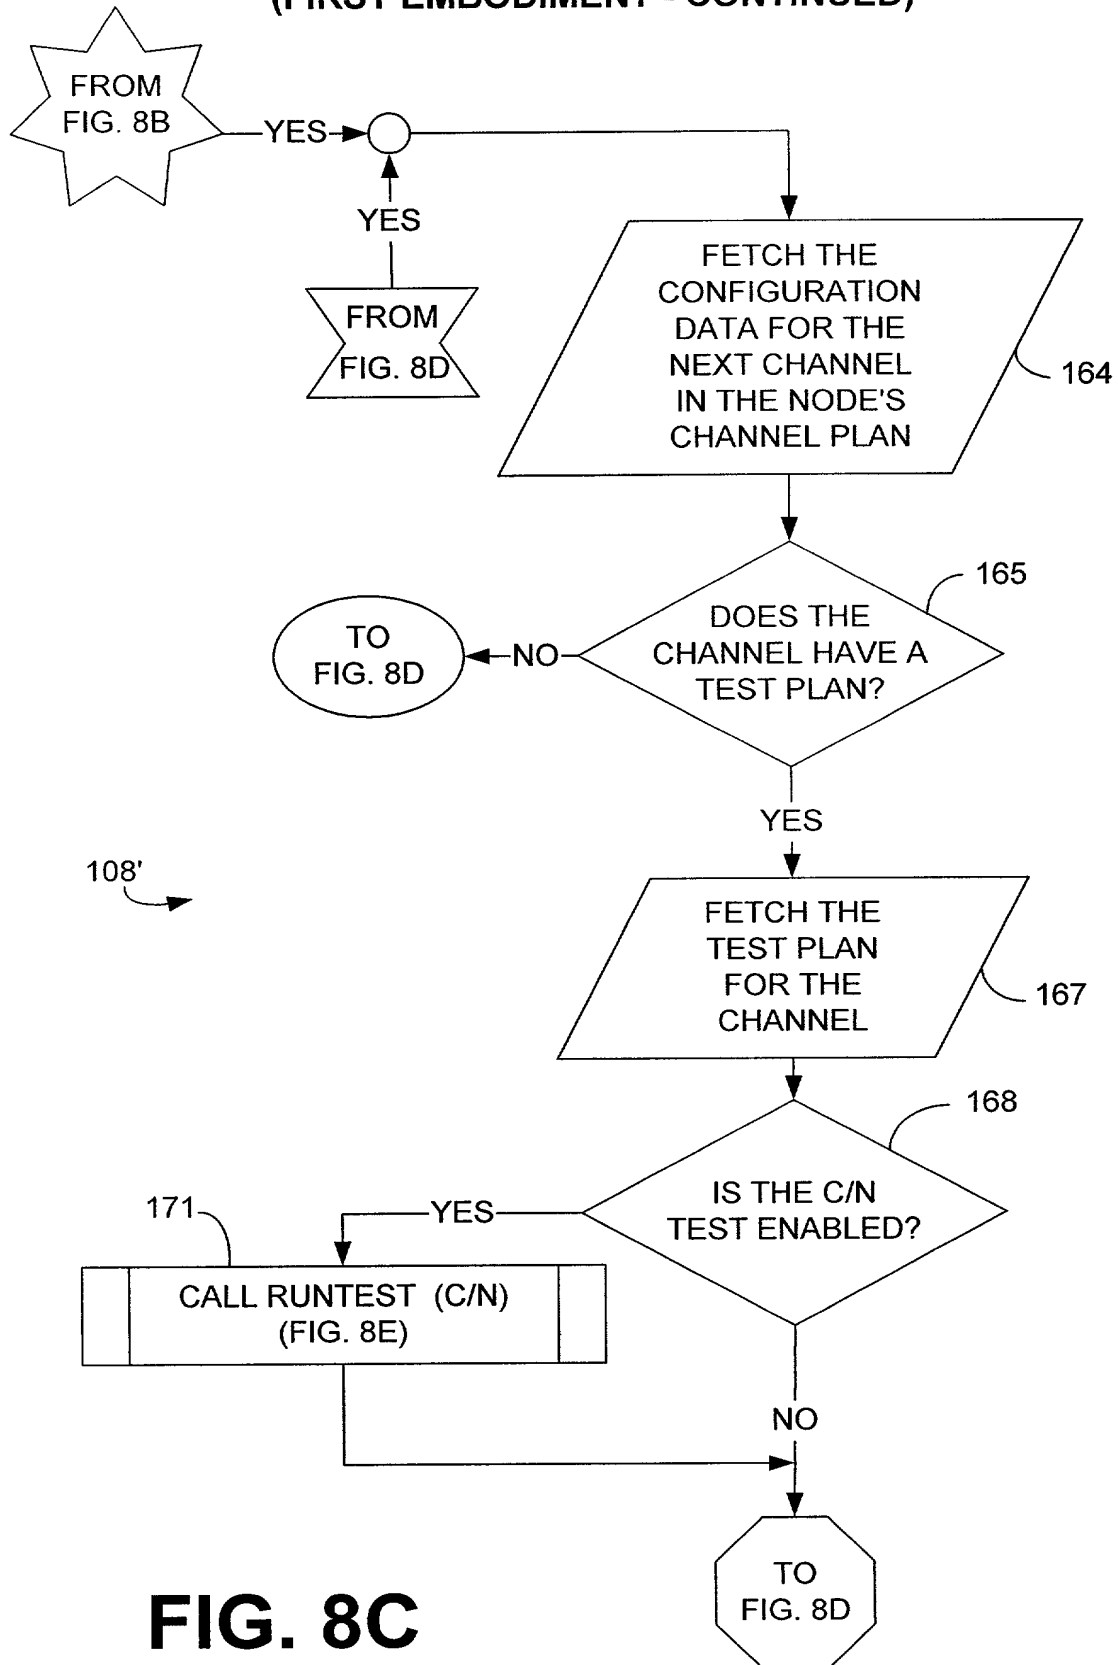 (FIRST EMBODIMENT - CONTINUED)
FROM
FIG. 8B
YES
YES
FROM
FIG. 8D
FETCH THE
CONFIGURATION
DATA FOR THE
NEXT CHANNEL
IN THE NODE'S
CHANNEL PLAN
164
165
DOES THE
CHANNEL HAVE A
TEST PLAN?
NO
TO
FIG. 8D
YES
108'
FETCH THE
TEST PLAN
FOR THE
CHANNEL
167
168
IS THE C/N
TEST ENABLED?
YES
171
CALL RUNTEST (C/N)
(FIG. 8E)
NO
TO
FIG. 8D
FIG. 8C